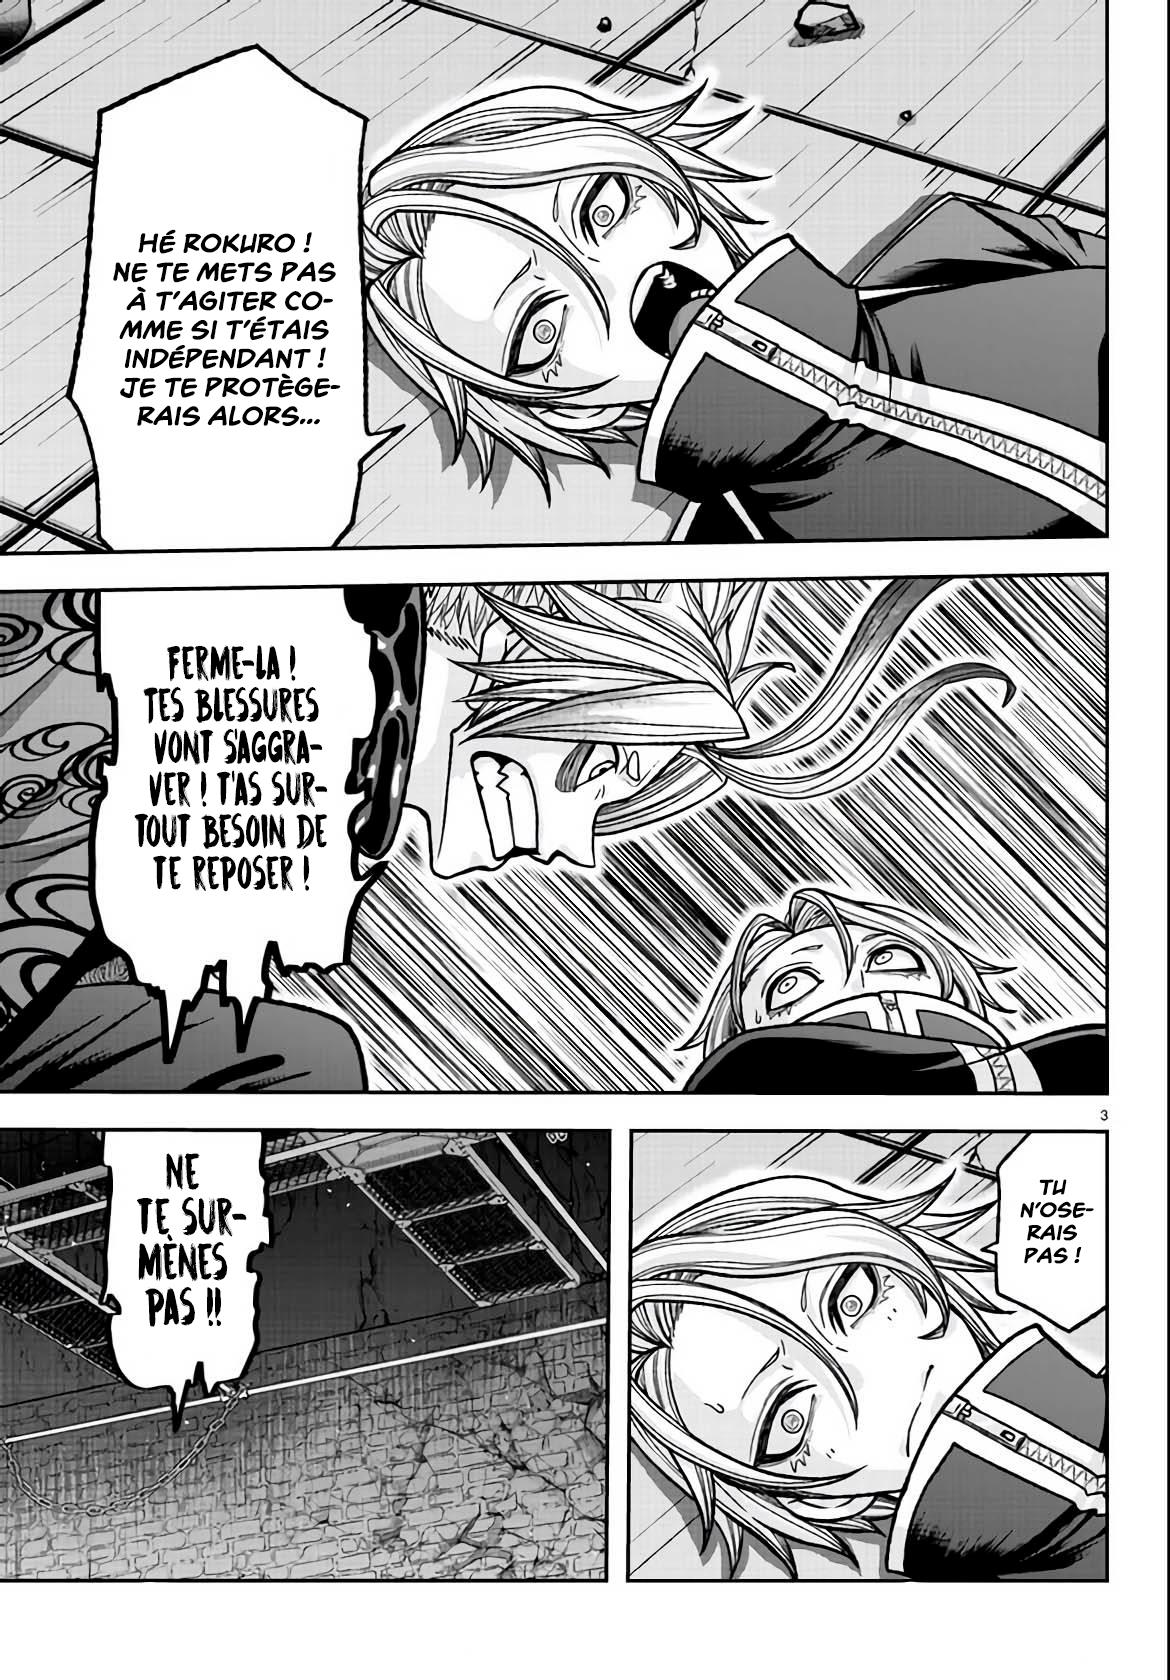 HÉ ROKURO !
NE TE METS PAS
À T'AGITER CO-
MME SI T'ÉTAIS
INDÉPENDANT !
JE TE PROTÈGE-
RAIS ALORS...
FERME-LA !
TES BLESSURES
VONT S'AGGRA-
VER ! T'AS SUR-
TOUT BESOIN DE
TE REPOSER !
3
TU
N'OSE-
RAIS
PAS !
NE
TE SUR-
MÈNES
PAS !!